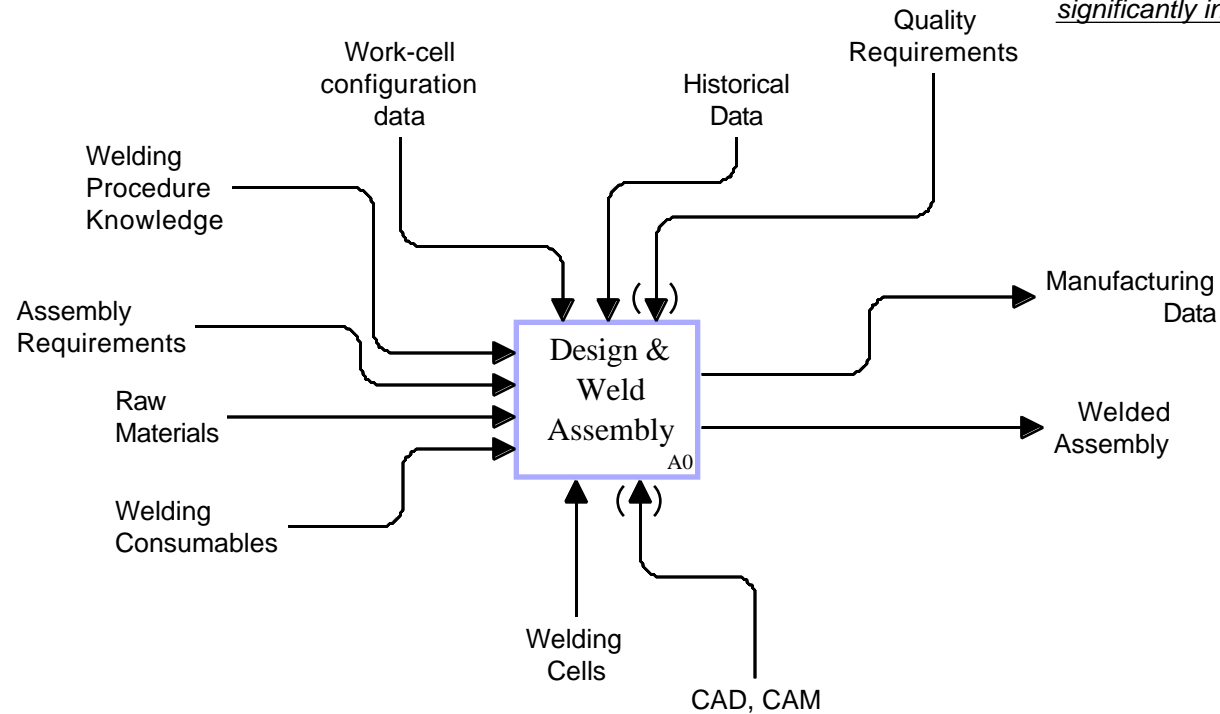 significantly in
Quality
Requirements
Work-cell
configuration
data
Historical
Data
Welding
Procedure
Knowledge
Manufacturing
Data
Assembly
Requirements
Design &
Weld
Assembly
A0
Raw
Materials
Welded
Assembly
Welding
Consumables
Welding
Cells
CAD, CAM